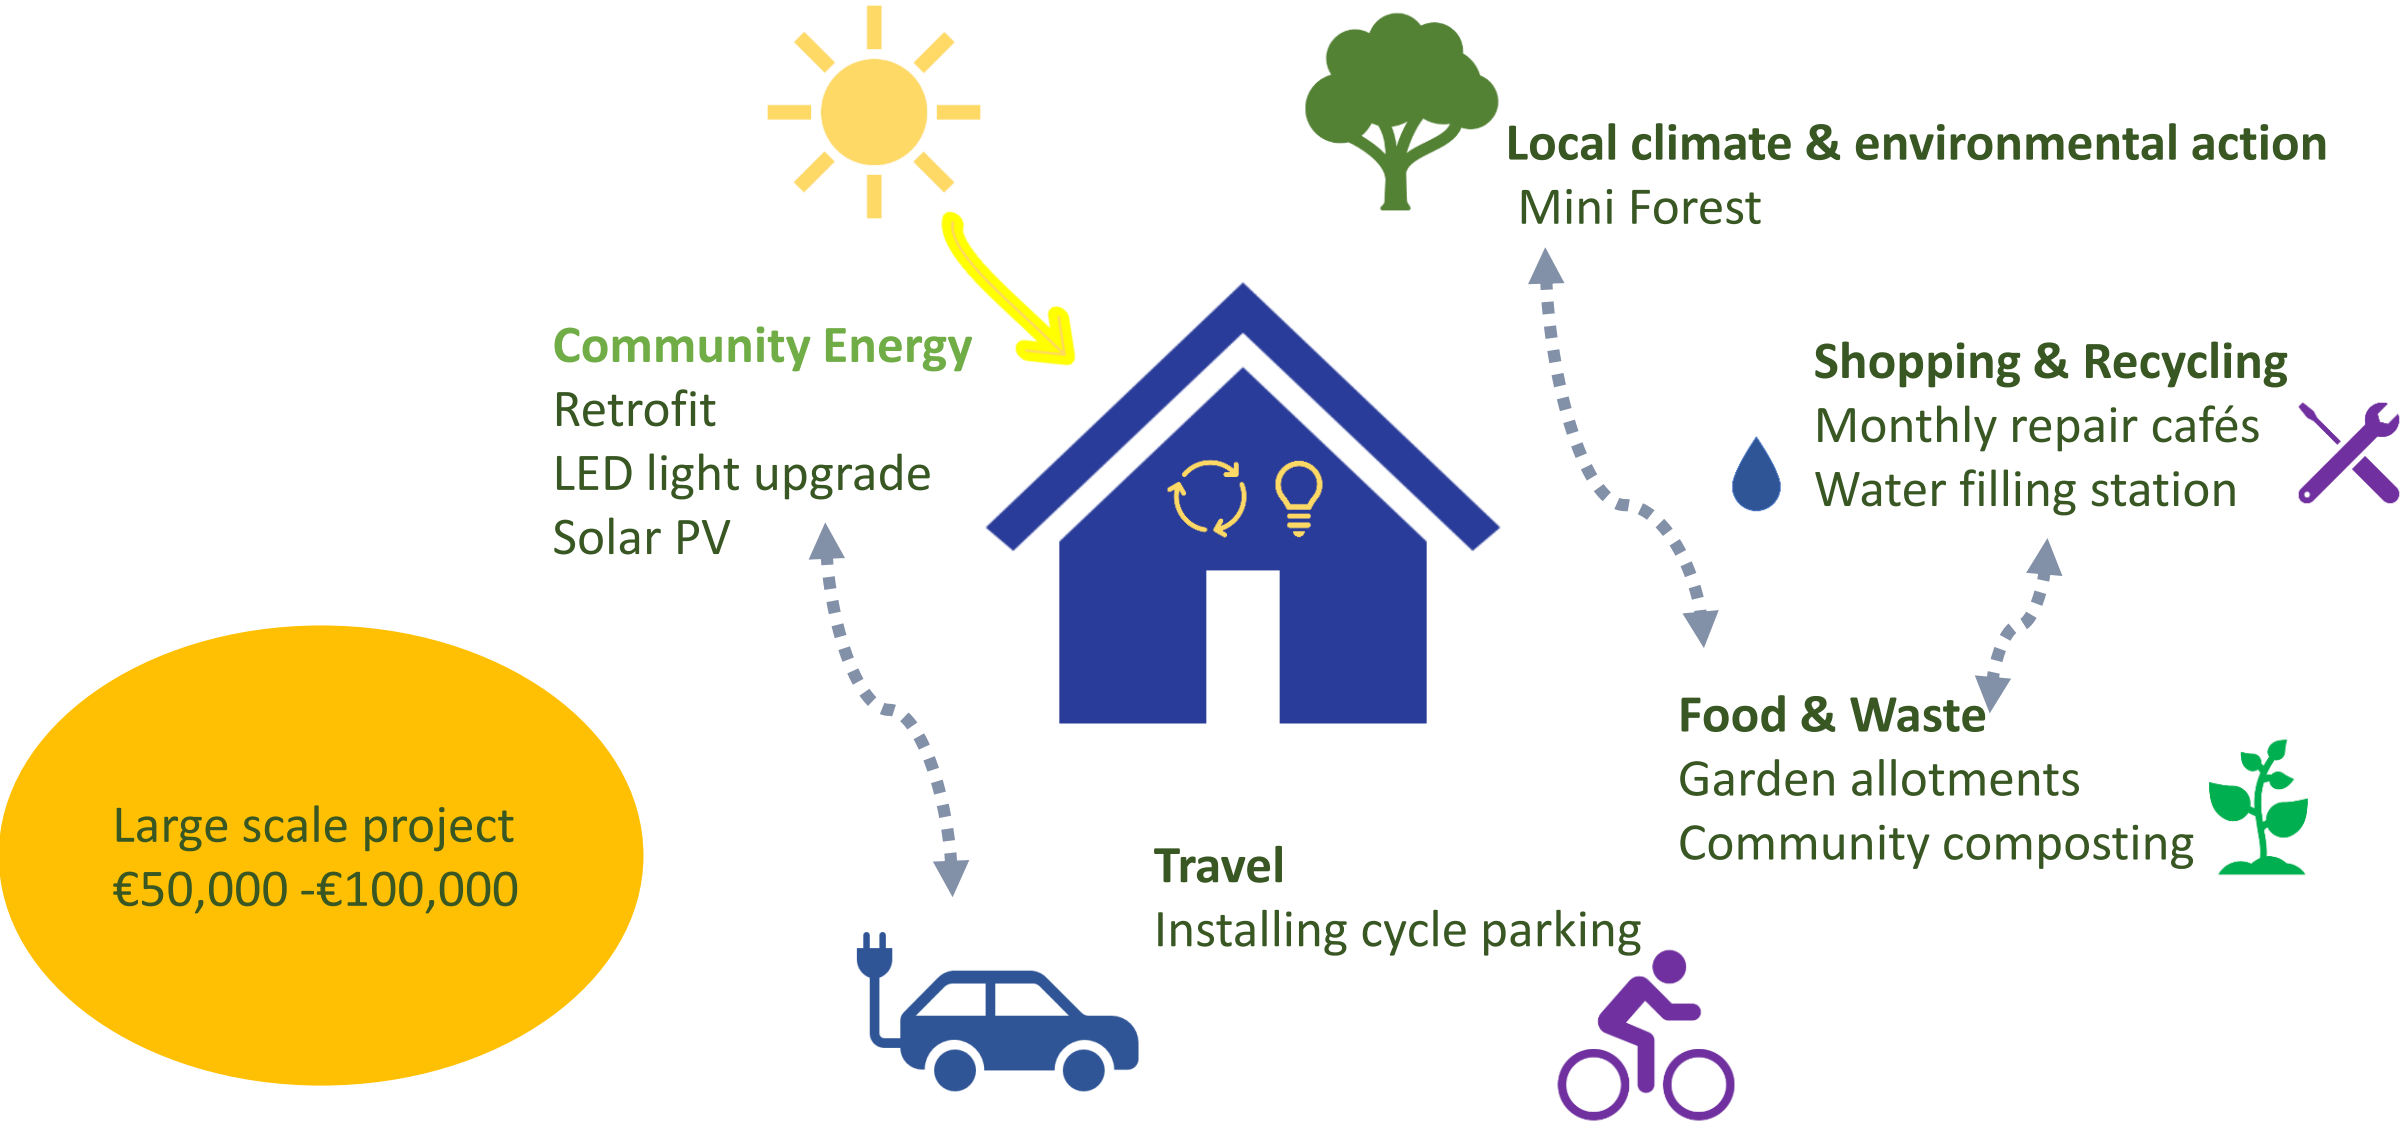 Local climate & environmental action
Mini Forest
Community Energy
Retrofit
LED light upgrade
Solar PV
Shopping & Recycling
Monthly repair cafés
Water filling station
Food & Waste
Garden allotments
Community composting
Large scale project
€50,000 -€100,000
Travel
Installing cycle parking